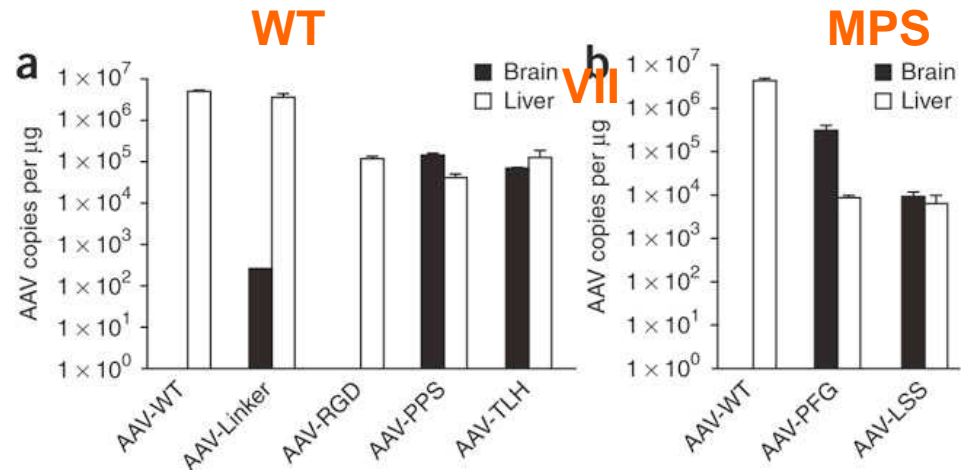 WT
MPS
VII
a
b
Brain
Liver
AAV copies per µg
1 × 10⁷
1 × 10⁶
1 × 10⁵
1 × 10⁴
1 × 10³
1 × 10²
1 × 10¹
1 × 10⁰
AAV-WT
AAV-Linker
AAV-RGD
AAV-PPS
AAV-TLH
Brain
Liver
AAV copies per µg
1 × 10⁷
1 × 10⁶
1 × 10⁵
1 × 10⁴
1 × 10³
1 × 10²
1 × 10¹
1 × 10⁰
AAV-WT
AAV-PFG
AAV-LSS